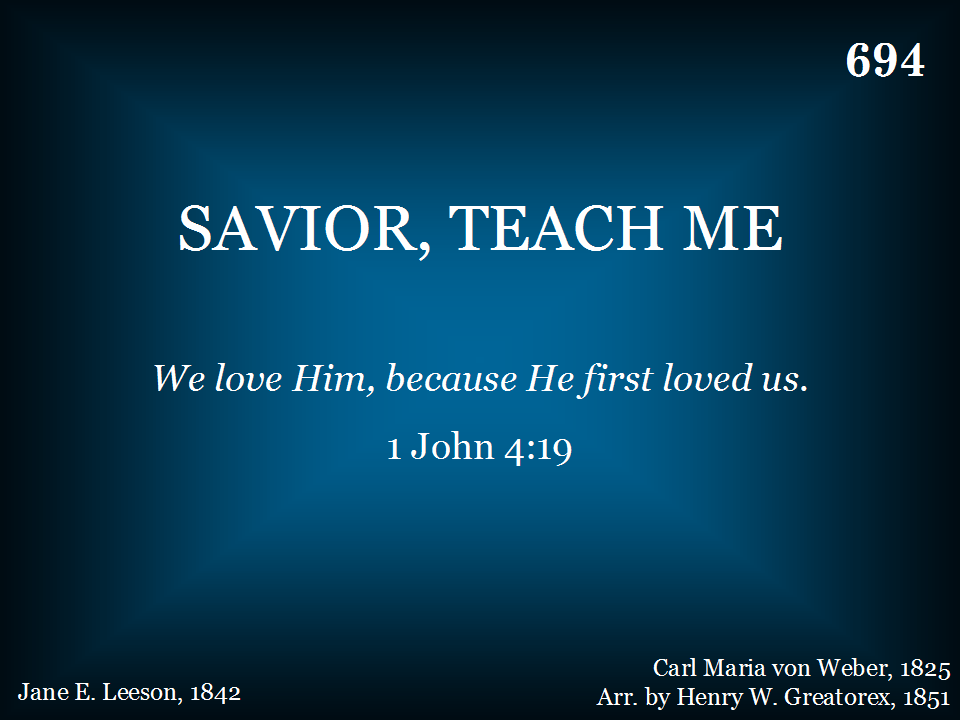 694
SAVIOR, TEACH ME
We love Him, because He first loved us.
1 John 4:19
Jane E. Leeson, 1842
Carl Maria von Weber, 1825
Arr. by Henry W. Greatorex, 1851